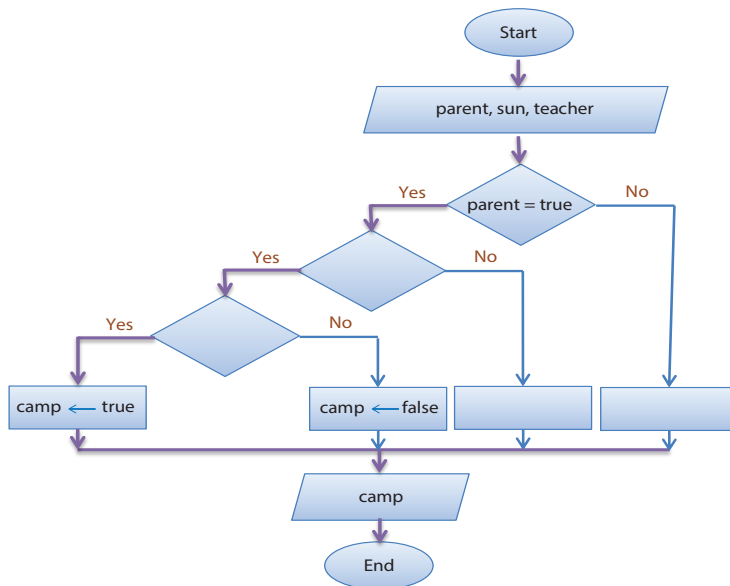 Start
parent, sun, teacher
Yes
No
parent = true
Yes
No
Yes
No
camp ← true
camp ← false
camp
End